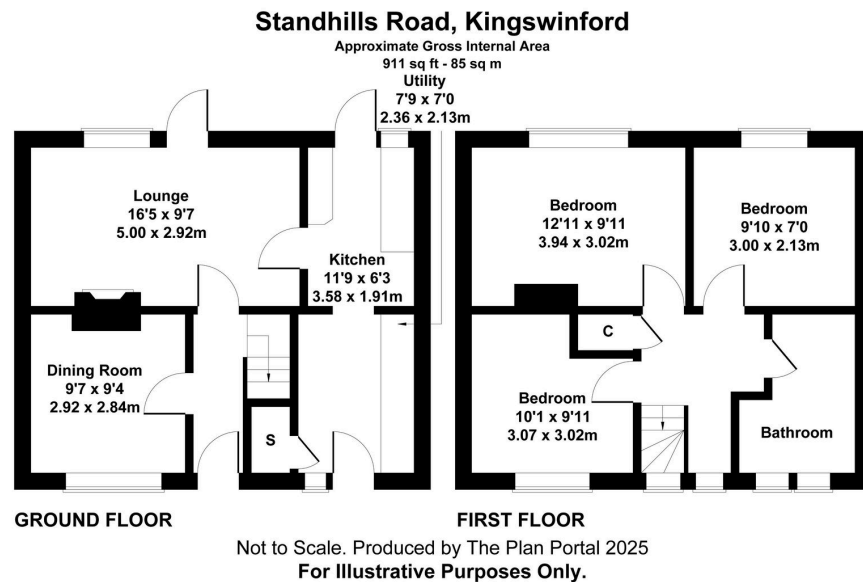 Standhills Road, Kingswinford
Approximate Gross Internal Area
911 sq ft - 85 sq m
Utility
7'9 x 7'0
2.36 x 2.13m
Lounge
16'5 x 9'7
5.00 x 2.92m
Kitchen
11'9 x 6'3
3.58 x 1.91m
Dining Room
9'7 x 9'4
2.92 x 2.84m
S
Bedroom
12'11 x 9'11
3.94 x 3.02m
Bedroom
9'10 x 7'0
3.00 x 2.13m
C
Bedroom
10'1 x 9'11
3.07 x 3.02m
Bathroom
GROUND FLOOR
FIRST FLOOR
Not to Scale. Produced by The Plan Portal 2025
For Illustrative Purposes Only.